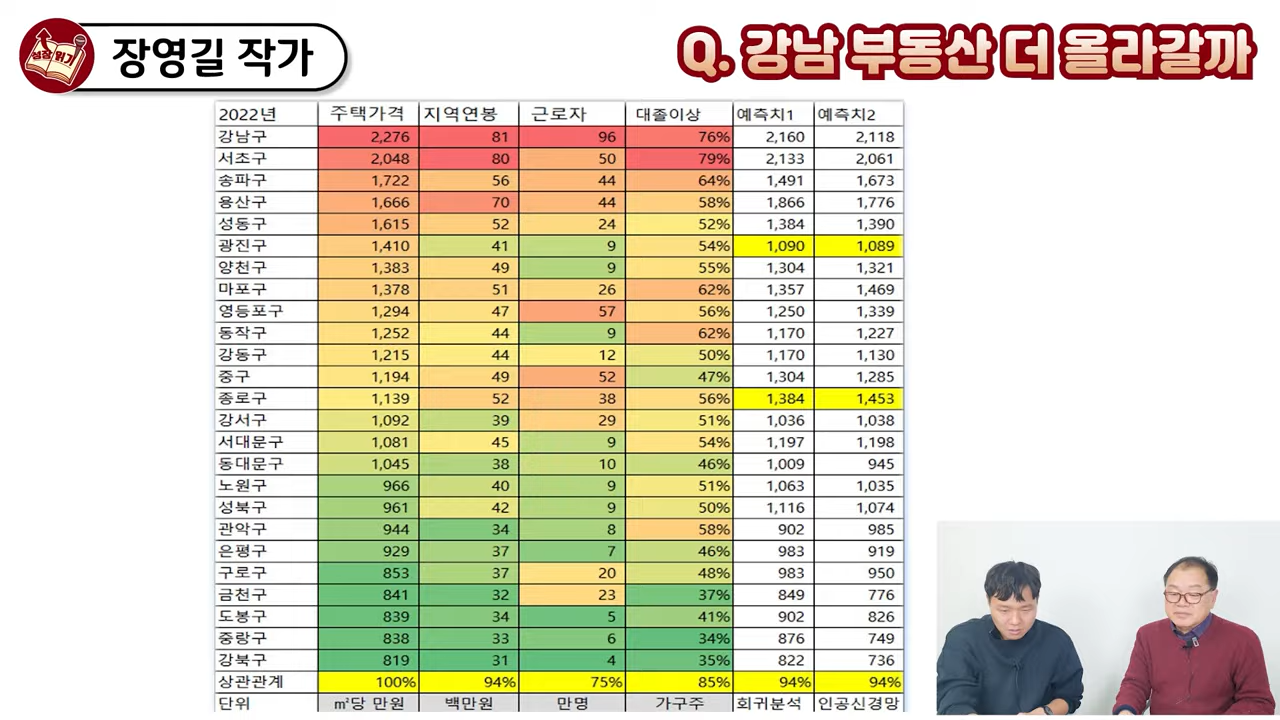 성점읽기
장영길 작가
Q. 강남 부동산 더 올라갈까
2022년 주택가격 지역연봉 근로자 대졸이상 예측치1 예측치2
강남구 2,276 81 96 76% 2,160 2,118
서초구 2,048 80 50 79% 2,133 2,061
송파구 1,722 56 44 64% 1,491 1,673
용산구 1,666 70 44 58% 1,866 1,776
성동구 1,615 52 24 52% 1,384 1,390
광진구 1,410 41 9 54% 1,090 1,089
양천구 1,383 49 9 55% 1,304 1,321
마포구 1,378 51 26 62% 1,357 1,469
영등포구 1,294 47 57 56% 1,250 1,339
동작구 1,252 44 9 62% 1,170 1,227
강동구 1,215 44 12 50% 1,170 1,130
중구 1,194 49 52 47% 1,304 1,285
종로구 1,139 52 38 56% 1,384 1,453
강서구 1,092 39 29 51% 1,036 1,038
서대문구 1,081 45 9 54% 1,197 1,198
동대문구 1,045 38 10 46% 1,009 945
노원구 966 40 9 51% 1,063 1,035
성북구 961 42 9 50% 1,116 1,074
관악구 944 34 8 58% 902 985
은평구 929 37 7 46% 983 919
구로구 853 37 20 48% 983 950
금천구 841 32 23 37% 849 776
도봉구 839 34 5 41% 902 826
중랑구 838 33 6 34% 876 749
강북구 819 31 4 35% 822 736
상관관계 100% 94% 75% 85% 94% 94%
단위 ㎡당 만원 백만원 만명 가구주 회귀분석 인공신경망